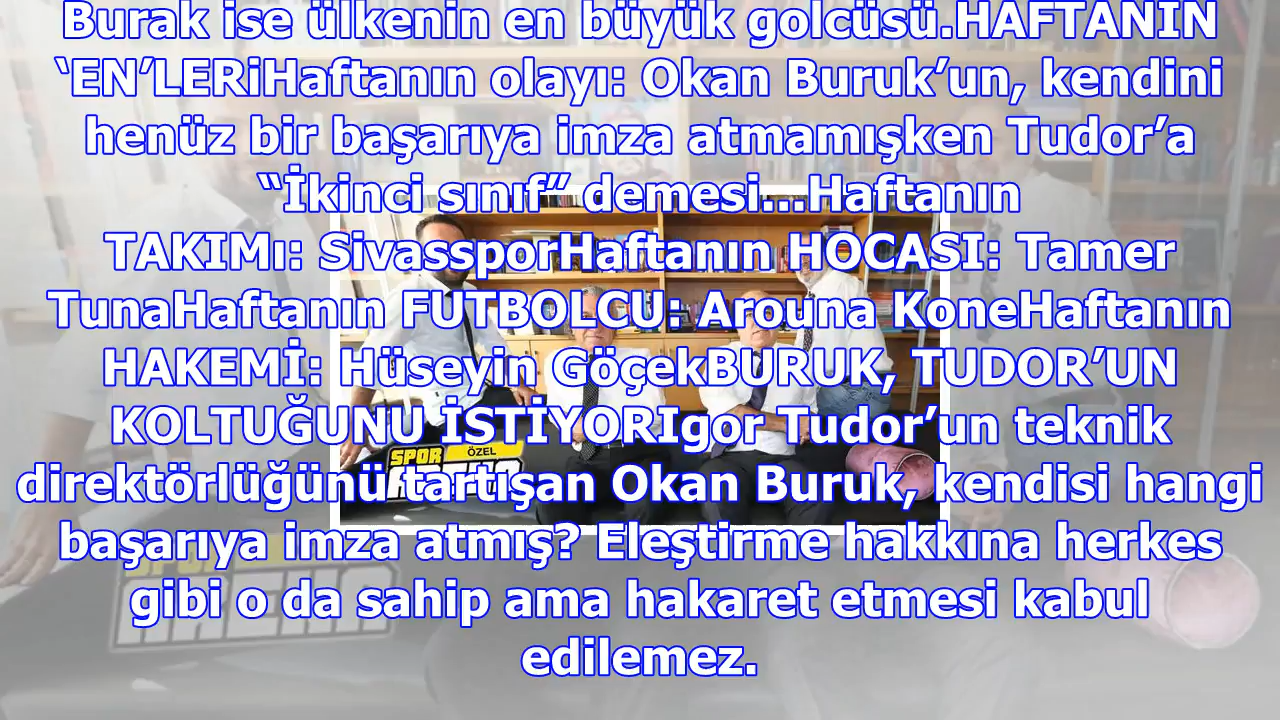 Burak ise ülkenin en büyük golcüsü.HAFTANIN
‘EN’LERiHaftanın olayı: Okan Buruk’un, kendini
henüz bir başarıya imza atmamışken Tudor’a
“İkinci sınıf” demesi...Haftanın
TAKIMı: SivassporHaftanın HOCASI: Tamer
TunaHaftanın FUTBOLCU: Arouna KoneHaftanın
HAKEMİ: Hüseyin GöçekBURUK, TUDOR’UN
KOLTUĞUNU İSTİYORIgor Tudor’un teknik
direktörlüğünü tartışan Okan Buruk, kendisi hangi
başarıya imza atmış? Eleştirme hakkına herkes
gibi o da sahip ama hakaret etmesi kabul
edilemez.
SPOR ÖZEL